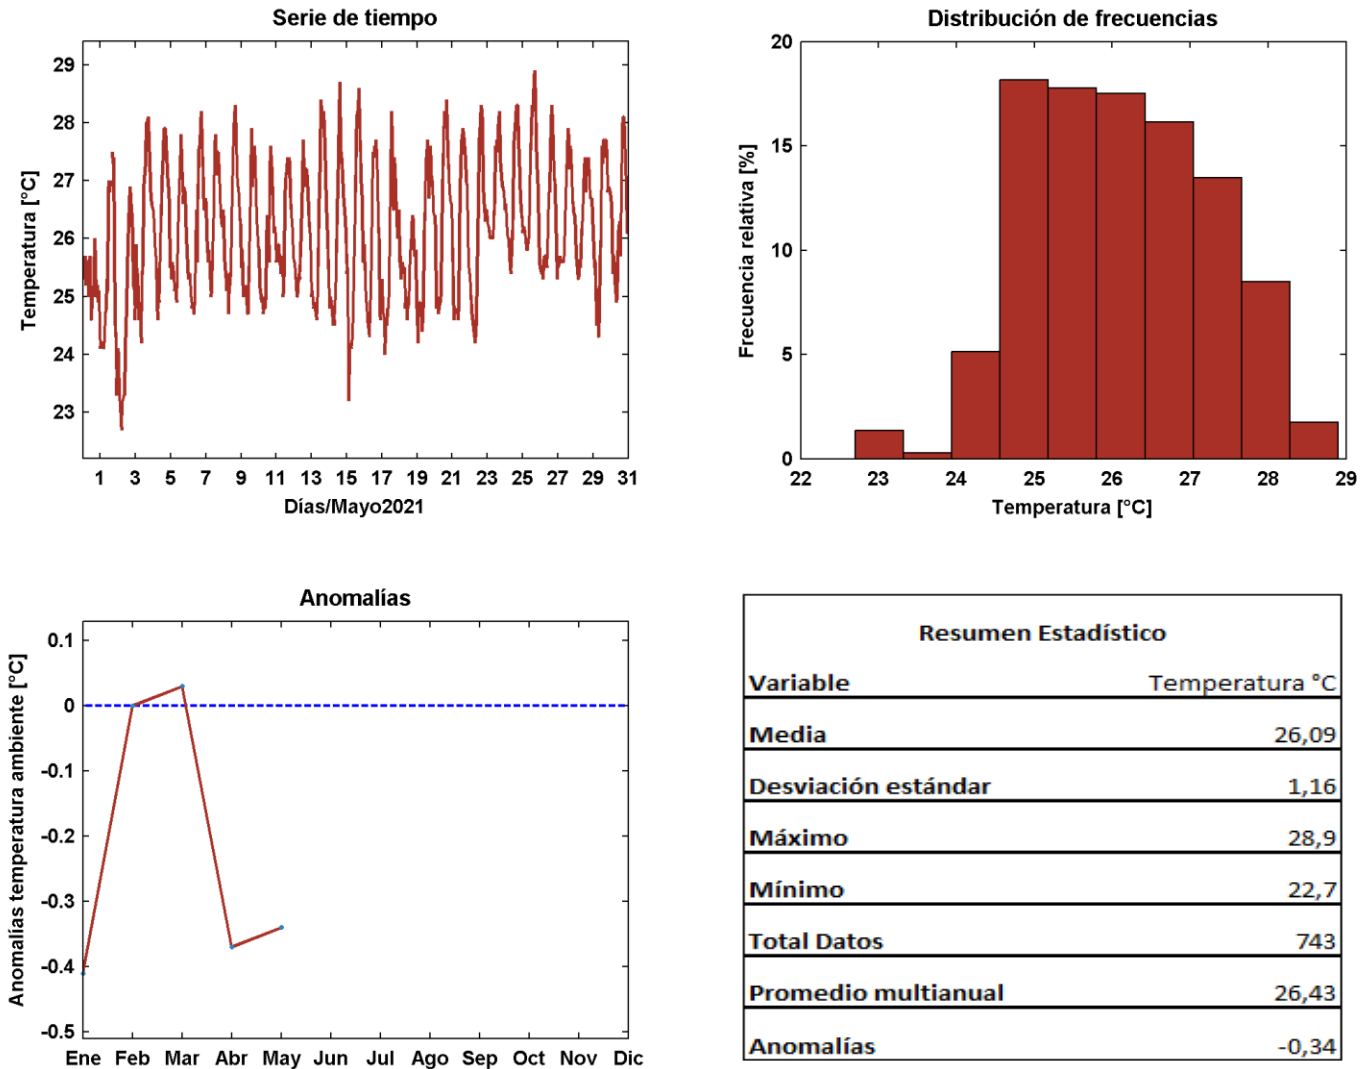 Serie de tiempo
Temperatura [°C]
29
28
27
26
25
24
23
1 3 5 7 9 11 13 15 17 19 21 23 25 27 29 31
Días/Mayo2021
Distribución de frecuencias
Frecuencia relativa [%]
20
15
10
5
0
22 23 24 25 26 27 28 29
Temperatura [°C]
Anomalías
Anomalías temperatura ambiente [°C]
0.1
0
-0.1
-0.2
-0.3
-0.4
-0.5
Ene Feb Mar Abr May Jun Jul Ago Sep Oct Nov Dic
Resumen Estadístico
Variable Temperatura °C
Media 26,09
Desviación estándar 1,16
Máximo 28,9
Mínimo 22,7
Total Datos 743
Promedio multianual 26,43
Anomalías -0,34